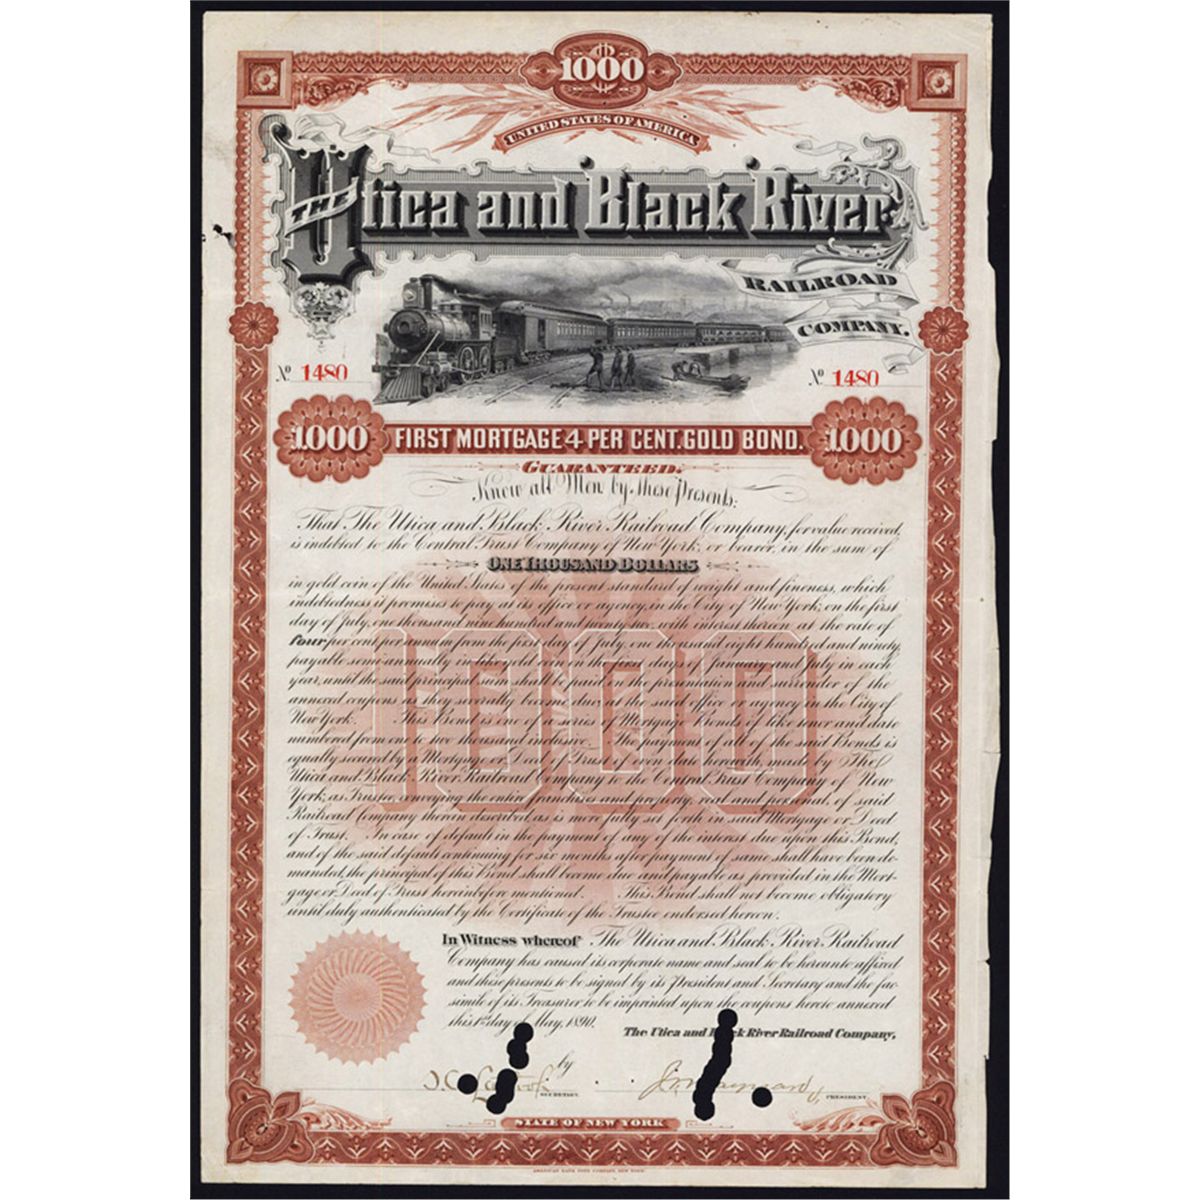 1000
UNITED STATES OF AMERICA
THE Utica and Black River
RAILROAD
COMPANY.
No 1480 No 1480
1.000 FIRST MORTGAGE 4 PER CENT. GOLD BOND. 1.000
GUARANTEED.
Know all Men by these Presents:
That The Utica and Black River Railroad Company, for value received,
is indebted to the Central Trust Company of New York, or bearer, in the sum of
ONE THOUSAND DOLLARS
in gold coin of the United States of the present standard of weight and fineness, which
indebtedness it promises to pay at its office or agency, in the City of New York, on the first
day of July, one thousand nine hundred and twenty two, with interest thereon at the rate of
four per cent. per annum from the first day of July, one thousand eight hundred and ninety,
payable semi-annually in like gold coin on the first days of January and July in each
year, until the said principal sum shall be paid, on the presentation and surrender of the
annexed coupons as they severally become due, at the said office or agency in the City of
New York. This Bond is one of a series of Mortgage Bonds of like tenor and date
numbered from one to two thousand inclusive. The payment of all of the said Bonds is
equally secured by a Mortgage or Deed of Trust of even date herewith, made by The
Utica and Black River Railroad Company to the Central Trust Company of New
York, as Trustee, conveying the entire franchises and property, real and personal, of said
Railroad Company therein described, as is more fully set forth in said Mortgage or Deed
of Trust. In case of default in the payment of any of the interest due upon this Bond,
and of the said default continuing for six months after payment of same shall have been de-
manded, the principal of this Bond shall become due and payable as provided in the Mort-
gage or Deed of Trust hereinbefore mentioned. This Bond shall not become obligatory
until duly authenticated by the Certificate of the Trustee endorsed hereon.
1000
In Witness whereof The Utica and Black River Railroad
Company has caused its corporate name and seal to be hereunto affixed
and these presents to be signed by its President and Secretary and the fac
simile of its Treasurer to be imprinted upon the coupons hereto annexed
this 1st day of May, 1890.
The Utica and Black River Railroad Company,
by
SECRETARY. PRESIDENT.
STATE OF NEW YORK
AMERICAN BANK NOTE COMPANY, NEW YORK.